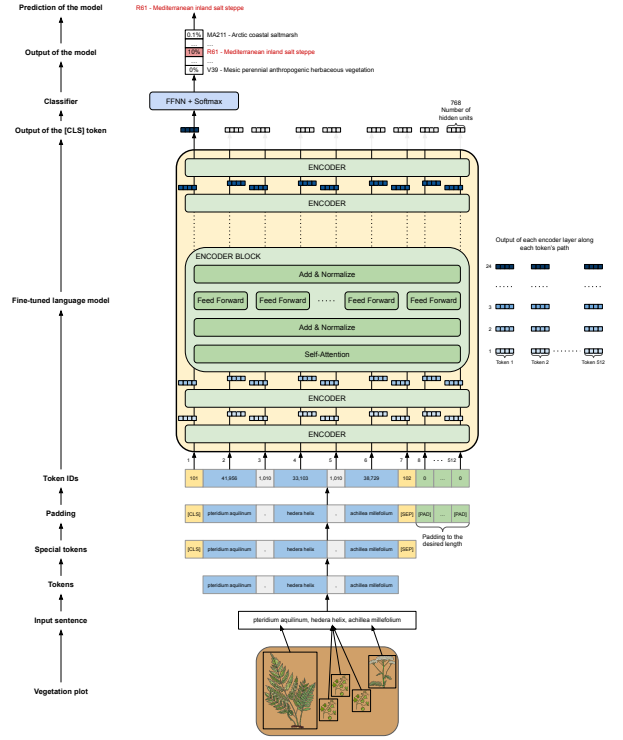 Prediction of the model
R61 - Mediterranean inland salt steppe
0.1% MA211 - Arctic coastal saltmarsh
....
Output of the model
10% R61 - Mediterranean inland salt steppe
....
0% V39 - Mesic perennial anthropogenic herbaceous vegetation
Classifier
FFNN + Softmax
768
Number of
hidden units
Output of the [CLS] token
ENCODER
ENCODER
Output of each encoder layer along
each token's path
ENCODER BLOCK
Add & Normalize
24
Fine-tuned language model
Feed Forward Feed Forward ..... Feed Forward Feed Forward
3
Add & Normalize
2
Self-Attention
1
Token 1 Token 2 Token 512
ENCODER
ENCODER
1 2 3 4 5 6 7 8 ... 512
Token IDs
101 41,955 1,010 23,103 1,010 38,729 102 0 ... 0
Padding
[CLS] pteridium aquilinum , hedera helix , achillea millefolium [SEP] [PAD] ... [PAD]
Padding to the
desired length
Special tokens
[CLS] pteridium aquilinum , hedera helix , achillea millefolium [SEP]
Tokens
pteridium aquilinum , hedera helix , achillea millefolium
Input sentence
pteridium aquilinum, hedera helix, achillea millefolium
Vegetation plot